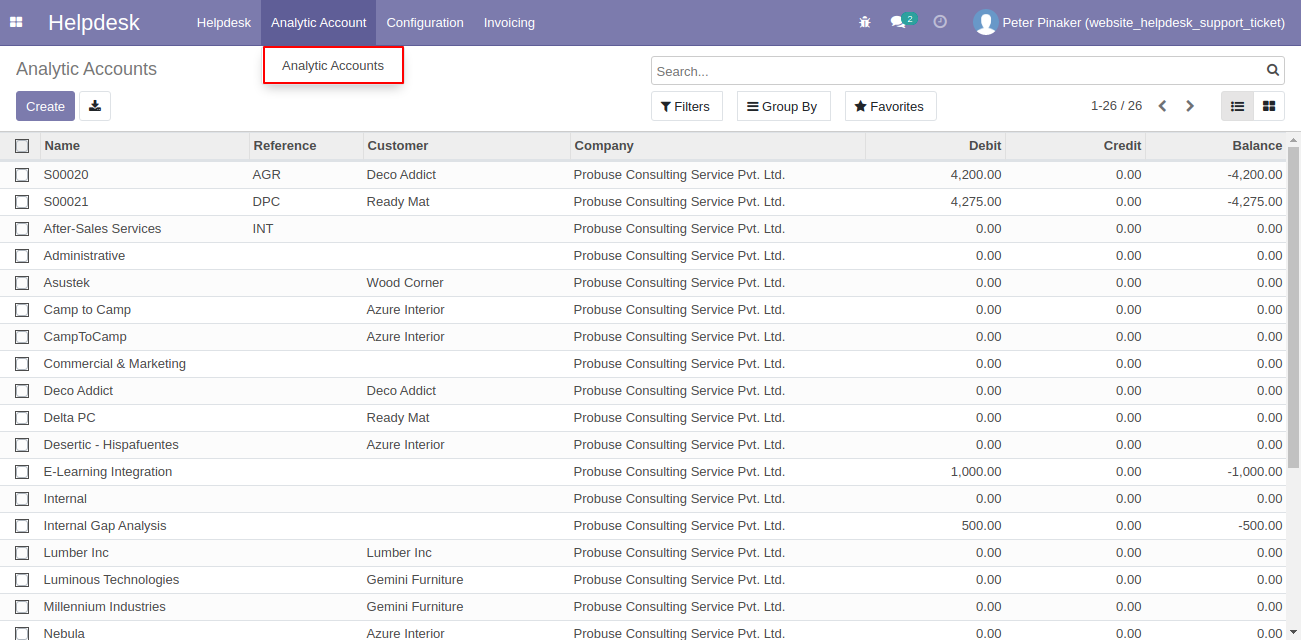 Helpdesk Helpdesk Analytic Account Configuration Invoicing 2 Peter Pinaker (website_helpdesk_support_ticket)
Analytic Accounts
Analytic Accounts Search...
Create Filters Group By Favorites 1-26 / 26
Name Reference Customer Company Debit Credit Balance
S00020 AGR Deco Addict Probuse Consulting Service Pvt. Ltd. 4,200.00 0.00 -4,200.00
S00021 DPC Ready Mat Probuse Consulting Service Pvt. Ltd. 4,275.00 0.00 -4,275.00
After-Sales Services INT Probuse Consulting Service Pvt. Ltd. 0.00 0.00 0.00
Administrative Probuse Consulting Service Pvt. Ltd. 0.00 0.00 0.00
Asustek Wood Corner Probuse Consulting Service Pvt. Ltd. 0.00 0.00 0.00
Camp to Camp Azure Interior Probuse Consulting Service Pvt. Ltd. 0.00 0.00 0.00
CampToCamp Azure Interior Probuse Consulting Service Pvt. Ltd. 0.00 0.00 0.00
Commercial & Marketing Probuse Consulting Service Pvt. Ltd. 0.00 0.00 0.00
Deco Addict Deco Addict Probuse Consulting Service Pvt. Ltd. 0.00 0.00 0.00
Delta PC Ready Mat Probuse Consulting Service Pvt. Ltd. 0.00 0.00 0.00
Desertic - Hispafuentes Azure Interior Probuse Consulting Service Pvt. Ltd. 0.00 0.00 0.00
E-Learning Integration Probuse Consulting Service Pvt. Ltd. 1,000.00 0.00 -1,000.00
Internal Probuse Consulting Service Pvt. Ltd. 0.00 0.00 0.00
Internal Gap Analysis Probuse Consulting Service Pvt. Ltd. 500.00 0.00 -500.00
Lumber Inc Lumber Inc Probuse Consulting Service Pvt. Ltd. 0.00 0.00 0.00
Luminous Technologies Gemini Furniture Probuse Consulting Service Pvt. Ltd. 0.00 0.00 0.00
Millennium Industries Gemini Furniture Probuse Consulting Service Pvt. Ltd. 0.00 0.00 0.00
Nebula Azure Interior Probuse Consulting Service Pvt. Ltd. 0.00 0.00 0.00